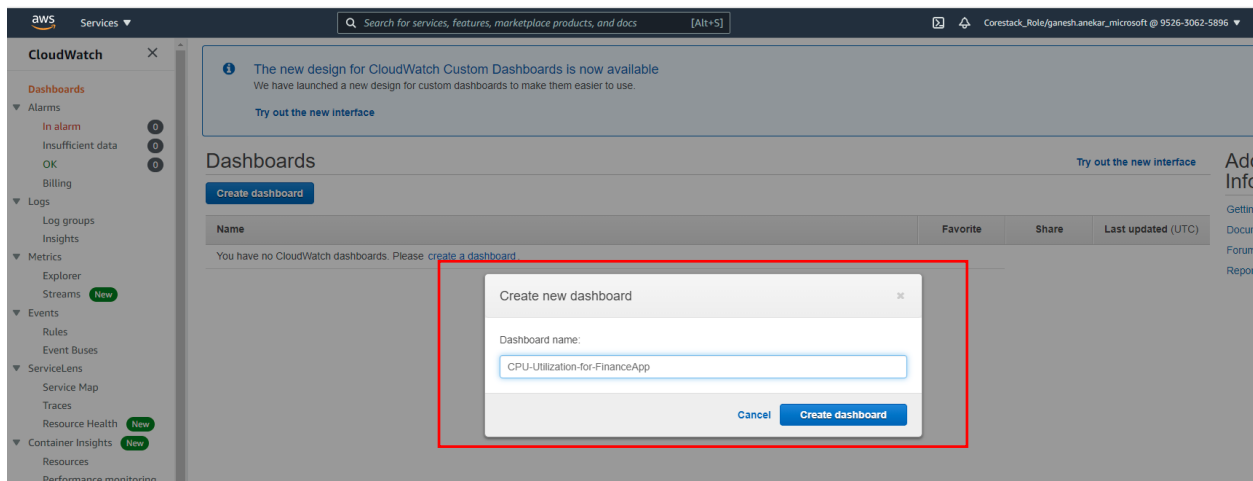 aws Services ▼ Search for services, features, marketplace products, and docs [Alt+S] Corestack_Role/ganesh.anekar_microsoft @ 9526-3062-5896 ▼
CloudWatch ×
Dashboards
▼ Alarms
In alarm 0
Insufficient data 0
OK 0
Billing
▼ Logs
Log groups
Insights
▼ Metrics
Explorer
Streams New
▼ Events
Rules
Event Buses
▼ ServiceLens
Service Map
Traces
Resource Health New
▼ Container Insights New
Resources
Performance monitoring
The new design for CloudWatch Custom Dashboards is now available
We have launched a new design for custom dashboards to make them easier to use.
Try out the new interface
Dashboards Try out the new interface
Create dashboard
Name Favorite Share Last updated (UTC)
You have no CloudWatch dashboards. Please create a dashboard.
Create new dashboard ×
Dashboard name:
CPU-Utilization-for-FinanceApp
Cancel Create dashboard